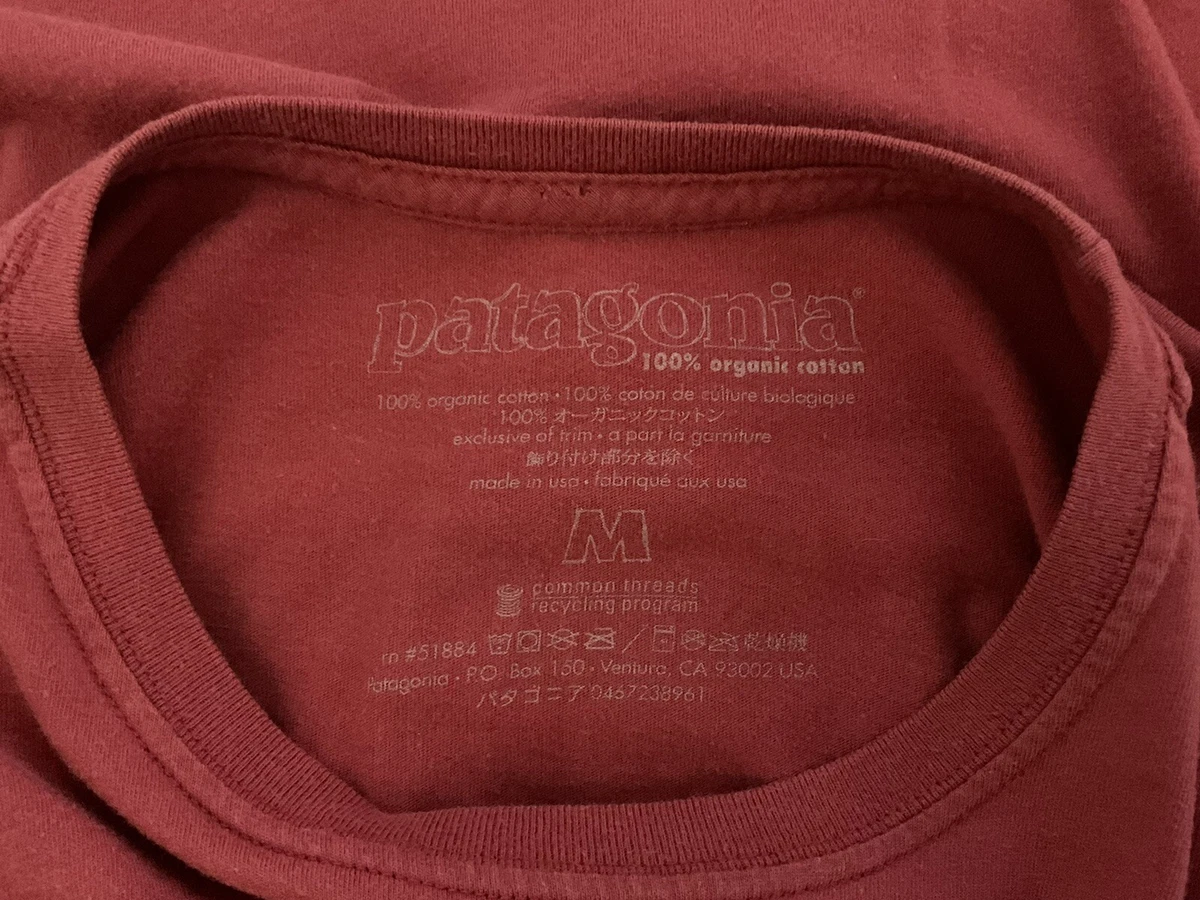 patagonia®
100% organic cotton
100% organic cotton • 100% coton de culture biologique
100% オーガニックコットン
exclusive of trim • a part la garniture
飾り付け部分を除く
made in usa • fabriqué aux usa
M
common threads
recycling program
rn #51884 / 乾燥機
Patagonia • P.O. Box 150 • Ventura, CA 93002 USA
パタゴニア 0467238961